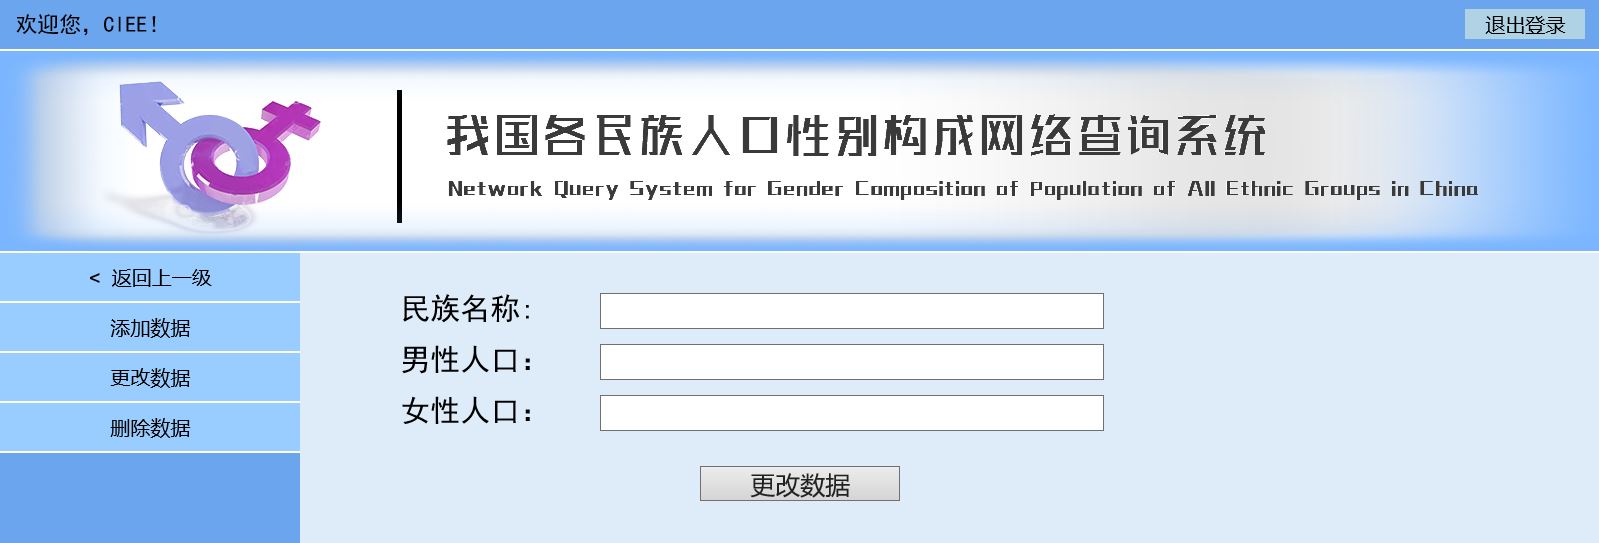 欢迎您，CIEE！
退出登录
我国各民族人口性别构成网络查询系统
Network Query System for Gender Composition of Population of All Ethnic Groups in China
< 返回上一级
添加数据
更改数据
删除数据
民族名称:
男性人口：
女性人口：
更改数据